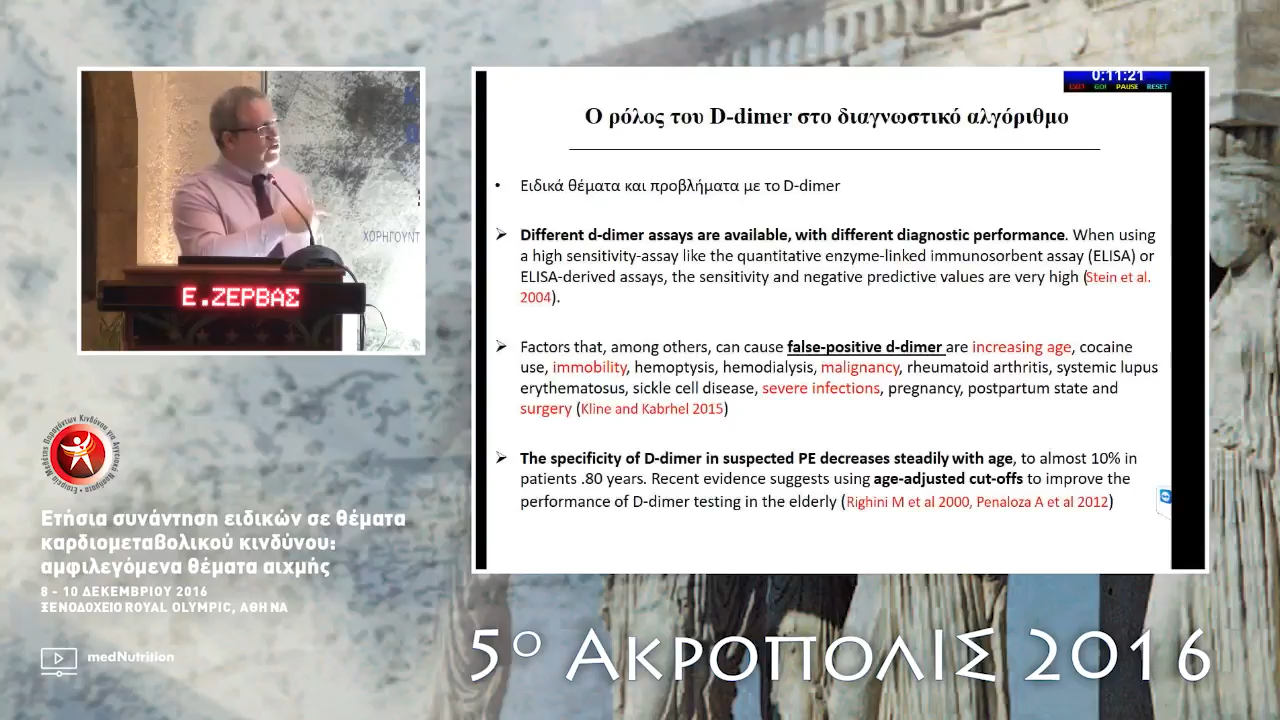 0:11:21
EXIT GO! PAUSE RESET
Ο ρόλος του D-dimer στο διαγνωστικό αλγόριθμο
• Ειδικά θέματα και προβλήματα με το D-dimer
➢ Different d-dimer assays are available, with different diagnostic performance. When using
a high sensitivity-assay like the quantitative enzyme-linked immunosorbent assay (ELISA) or
ELISA-derived assays, the sensitivity and negative predictive values are very high (Stein et al.
2004).
➢ Factors that, among others, can cause false-positive d-dimer are increasing age, cocaine
use, immobility, hemoptysis, hemodialysis, malignancy, rheumatoid arthritis, systemic lupus
erythematosus, sickle cell disease, severe infections, pregnancy, postpartum state and
surgery (Kline and Kabrhel 2015)
➢ The specificity of D-dimer in suspected PE decreases steadily with age, to almost 10% in
patients .80 years. Recent evidence suggests using age-adjusted cut-offs to improve the
performance of D-dimer testing in the elderly (Righini M et al 2000, Penaloza A et al 2012)
ΧΟΡΗΓΟΥΝΤ
Ε.ΖΕΡΒΑΣ
Εταιρεία Μελέτης Παραγόντων Κινδύνου για Αγγειακά Νοσήματα
Ετήσια συνάντηση ειδικών σε θέματα
καρδιομεταβολικού κινδύνου:
αμφιλεγόμενα θέματα αιχμής
8 - 10 ΔΕΚΕΜΒΡΙΟΥ 2016
ΞΕΝΟΔΟΧΕΙΟ ROYAL OLYMPIC, ΑΘΗΝΑ
medNutrition
5ο ΑΚΡΟΠΟΛΙΣ 2016